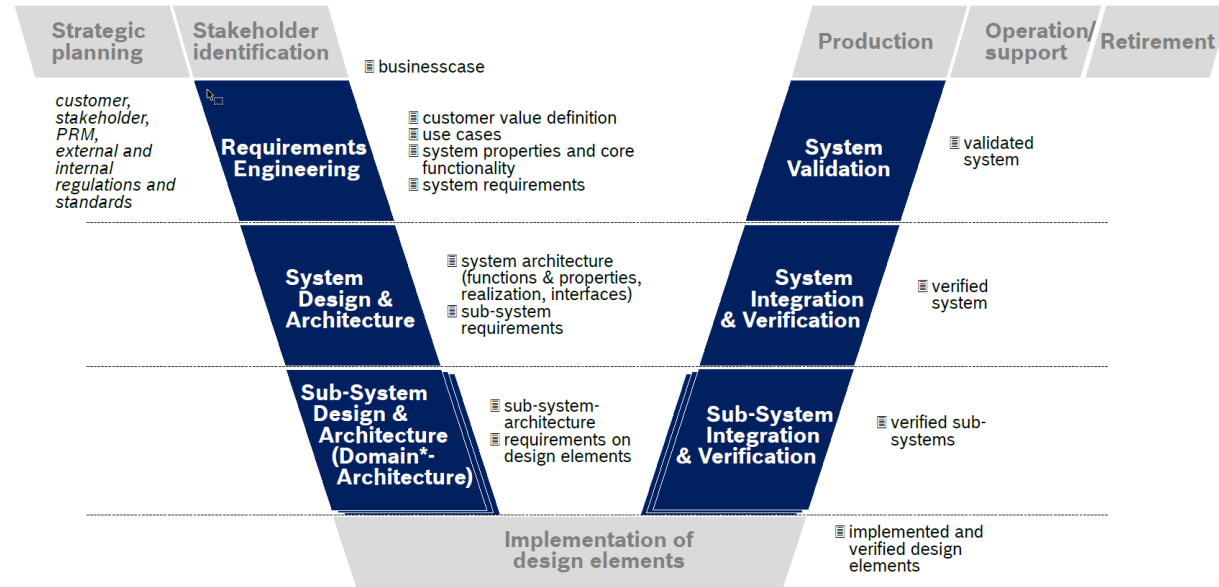 Strategic
planning
Stakeholder
identification
Production
Operation/
support
Retirement
businesscase
customer,
stakeholder,
PRM,
external and
internal
regulations and
standards
Requirements
Engineering
customer value definition
use cases
system properties and core
functionality
system requirements
System
Validation
validated
system
System
Design &
Architecture
system architecture
(functions & properties,
realization, interfaces)
sub-system
requirements
System
Integration
& Verification
verified
system
Sub-System
Design &
Architecture
(Domain*-
Architecture)
sub-system-
architecture
requirements on
design elements
Sub-System
Integration
& Verification
verified sub-
systems
Implementation of
design elements
implemented and
verified design
elements